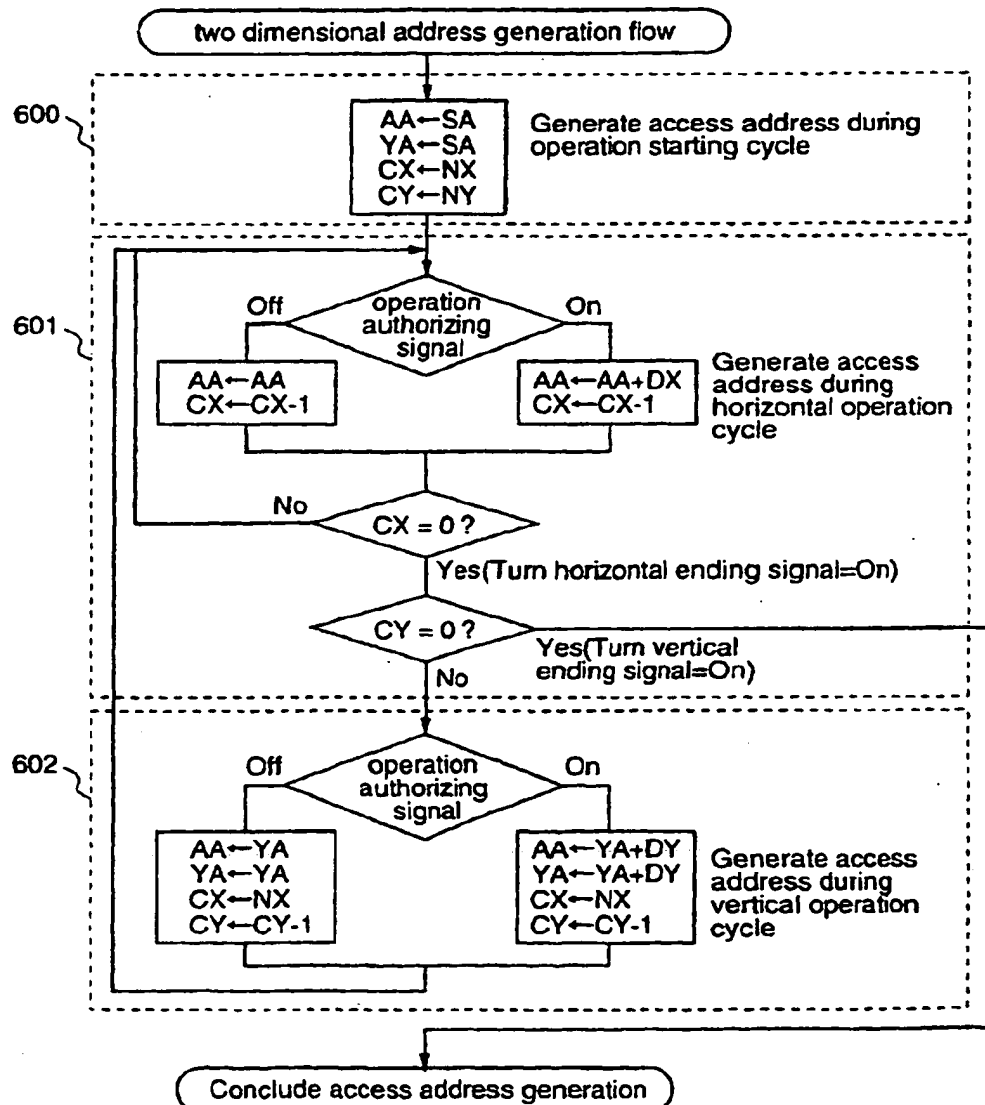 two dimensional address generation flow
600
AA←SA
YA←SA
CX←NX
CY←NY
Generate access address during
operation starting cycle
601
Off
operation
authorizing
signal
On
AA←AA
CX←CX-1
AA←AA+DX
CX←CX-1
Generate access
address during
horizontal operation
cycle
No
CX = 0 ?
Yes(Turn horizontal ending signal=On)
CY = 0 ?
Yes(Turn vertical
ending signal=On)
No
602
Off
operation
authorizing
signal
On
AA←YA
YA←YA
CX←NX
CY←CY-1
AA←YA+DY
YA←YA+DY
CX←NX
CY←CY-1
Generate access
address during
vertical operation
cycle
Conclude access address generation